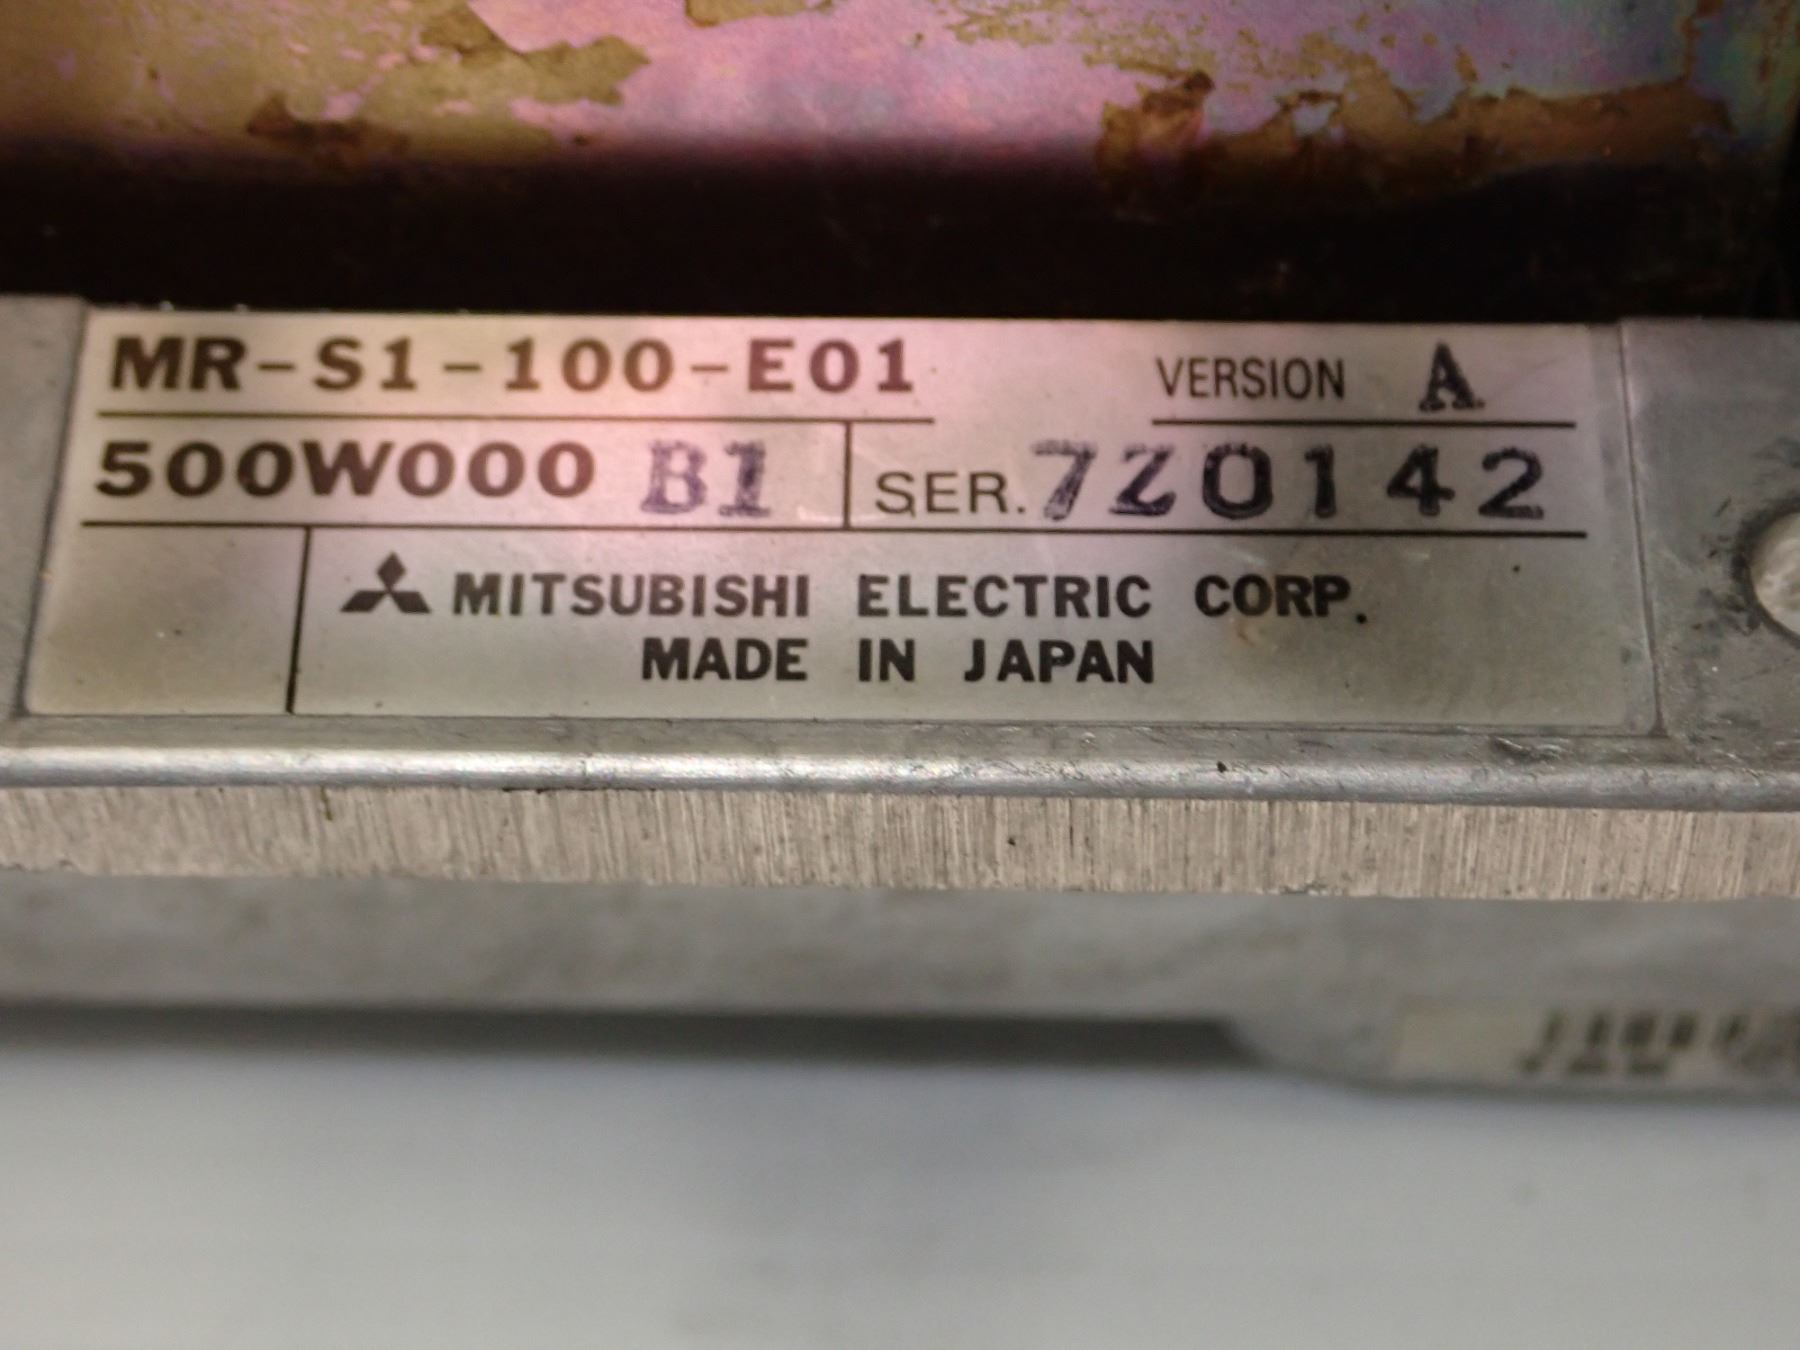 MR-S1-100-E01 VERSION A
500W000 B1 SER. 7Z0142
MITSUBISHI ELECTRIC CORP.
MADE IN JAPAN